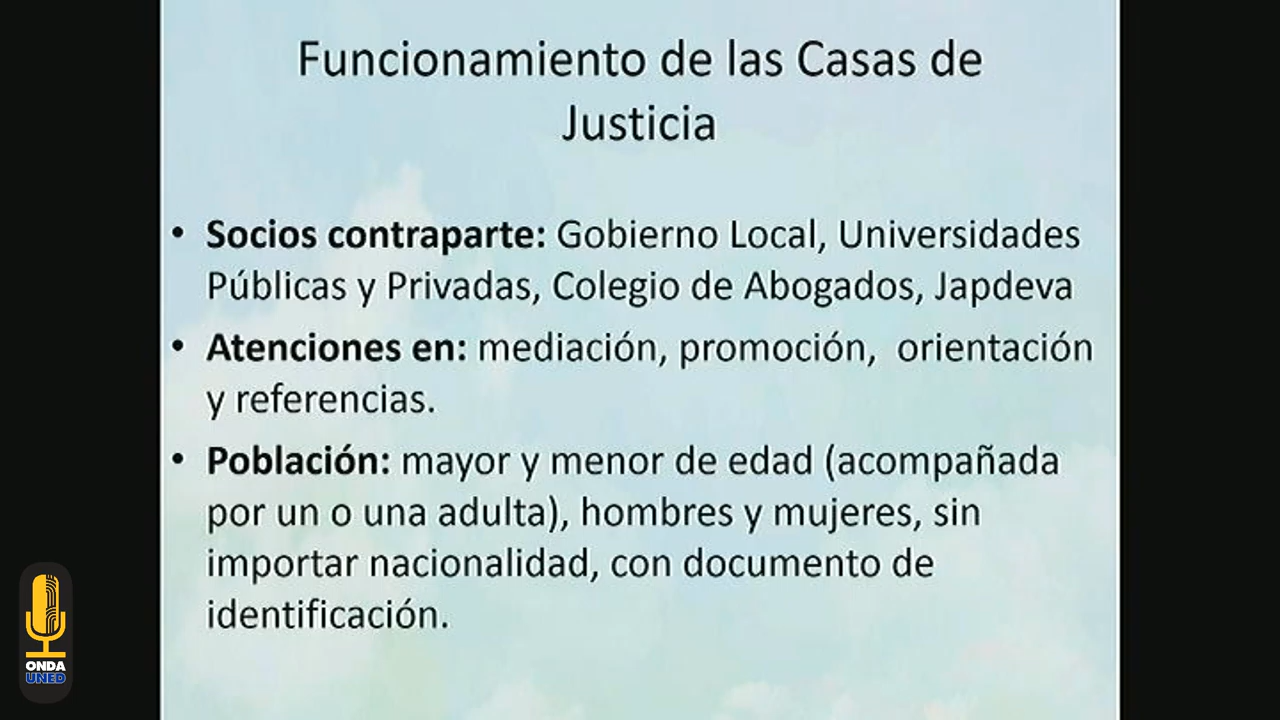 Funcionamiento de las Casas de
Justicia
• Socios contraparte: Gobierno Local, Universidades
Públicas y Privadas, Colegio de Abogados, Japdeva
• Atenciones en: mediación, promoción,  orientación
y referencias.
• Población: mayor y menor de edad (acompañada
por un o una adulta), hombres y mujeres, sin
importar nacionalidad, con documento de
identificación.
ONDA
UNED